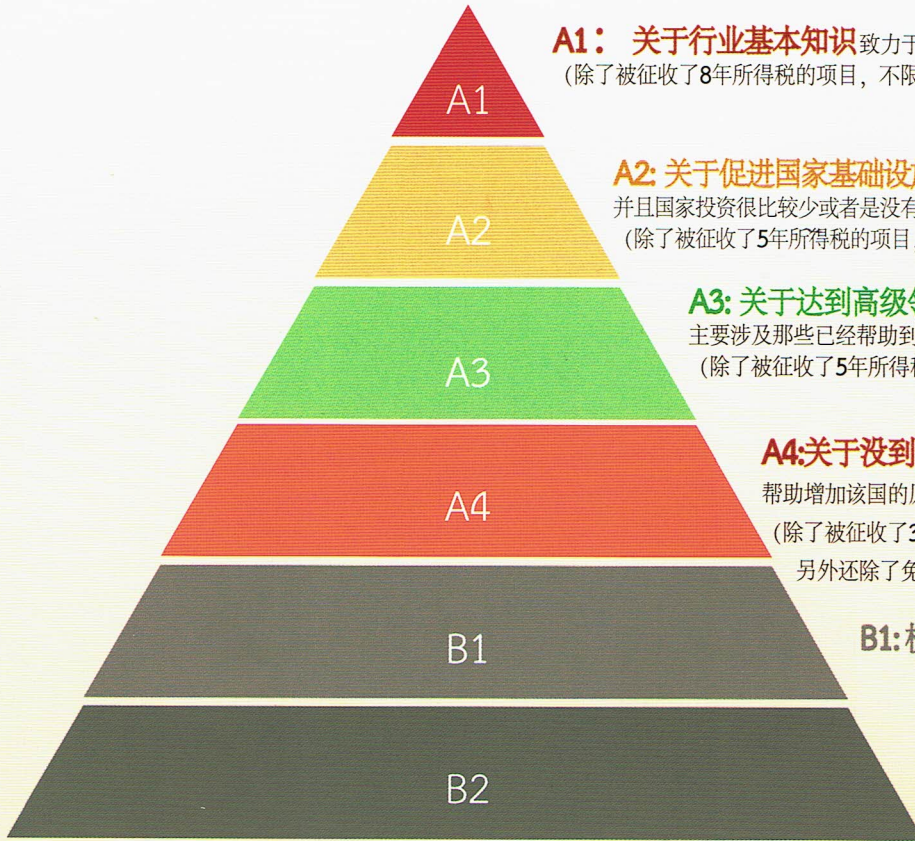 A1
A1： 关于行业基本知识致力于
（除了被征收了8年所得税的项目，不限
A2
A2: 关于促进国家基础设施
并且国家投资很比较少或者是没有
（除了被征收了5年所得税的项目
A3
A3: 关于达到高级
主要涉及那些已经帮助到
（除了被征收了5年所得
A4
A4:关于没到
帮助增加该国的
（除了被征收了3
另外还除了免
B1
B1:
B2